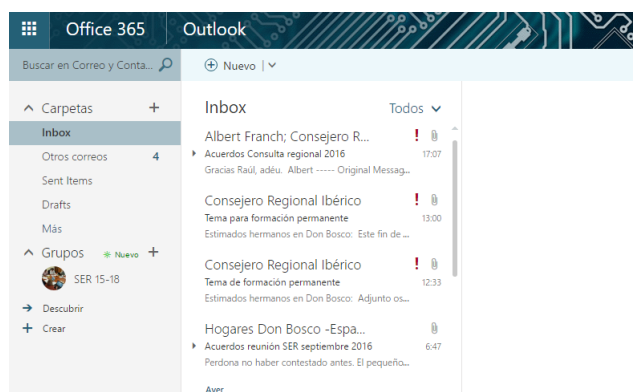 Office 365 Outlook
Buscar en Correo y Conta... Nuevo
Carpetas
Inbox
Otros correos 4
Sent Items
Drafts
Más
Grupos Nuevo
SER 15-18
Descubrir
Crear
Inbox Todos
Albert Franch; Consejero R...
Acuerdos Consulta regional 2016 17:07
Gracias Raúl, adéu. Albert ----- Original Messag...
Consejero Regional Ibérico
Tema para formación permanente 13:00
Estimados hermanos en Don Bosco: Este fin de ...
Consejero Regional Ibérico
Tema de formación permanente 12:33
Estimados hermanos en Don Bosco: Adjunto os...
Hogares Don Bosco -Espa...
Acuerdos reunión SER septiembre 2016 6:47
Perdona no haber contestado antes. El pequeño...
Ayer